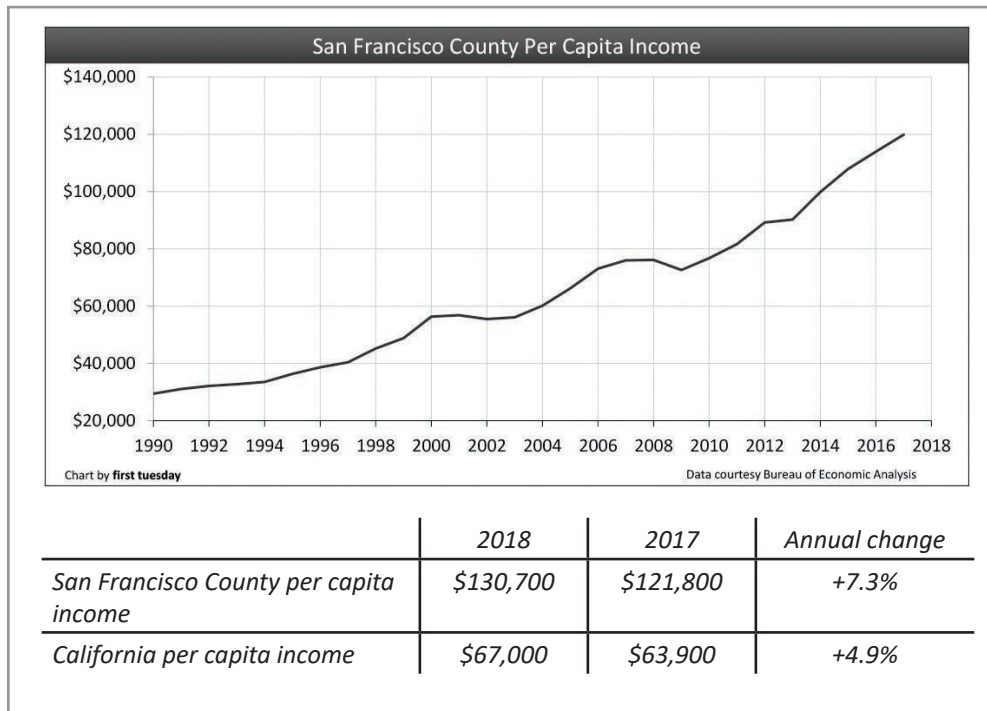 San Francisco County Per Capita Income
$140,000
$120,000
$100,000
$80,000
$60,000
$40,000
$20,000
1990 1992 1994 1996 1998 2000 2002 2004 2006 2008 2010 2012 2014 2016 2018
Chart by first tuesday Data courtesy Bureau of Economic Analysis
2018 2017 Annual change
San Francisco County per capita $130,700 $121,800 +7.3%
income
California per capita income $67,000 $63,900 +4.9%